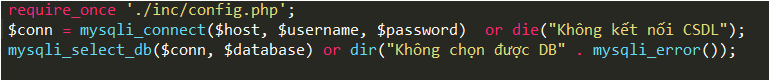 require_once './inc/config.php';
$conn = mysqli_connect($host, $username, $password)  or die("Không kết nối CSDL");
mysqli_select_db($conn, $database) or dir("Không chọn được DB" . mysqli_error());